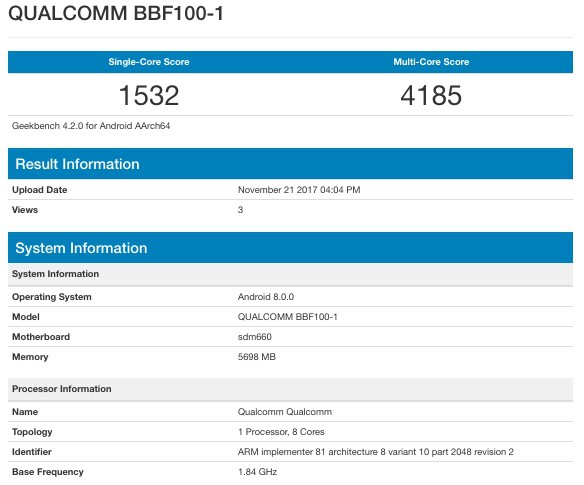 QUALCOMM BBF100-1
Single-Core Score Multi-Core Score
1532 4185
Geekbench 4.2.0 for Android AArch64
Result Information
Upload Date November 21 2017 04:04 PM
Views 3
System Information
System Information
Operating System Android 8.0.0
Model QUALCOMM BBF100-1
Motherboard sdm660
Memory 5698 MB
Processor Information
Name Qualcomm Qualcomm
Topology 1 Processor, 8 Cores
Identifier ARM implementer 81 architecture 8 variant 10 part 2048 revision 2
Base Frequency 1.84 GHz